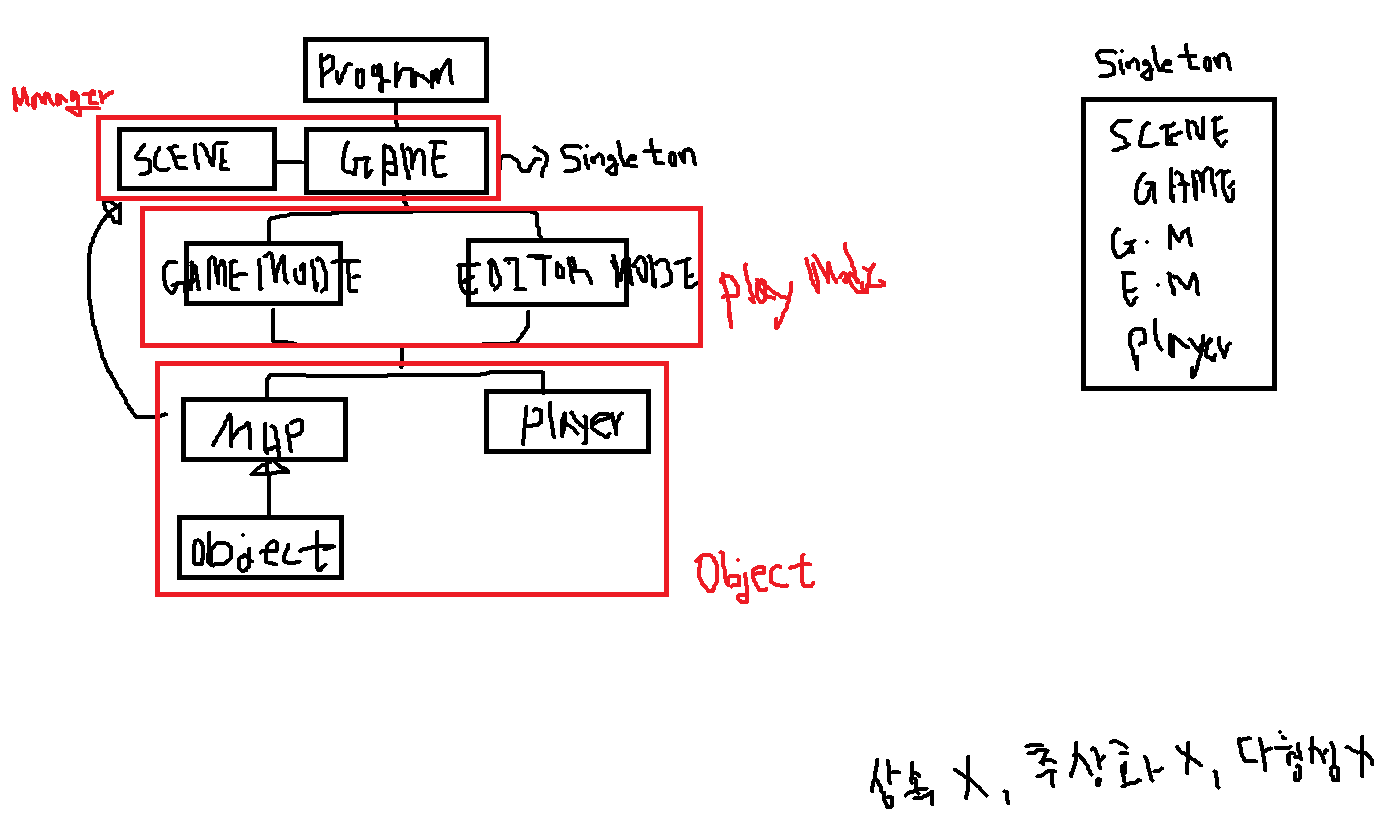 Program
Singleton
Manager
SCENE
GAME
Singleton
SCENE
GAME
G.M
E.M
Player
GAME MODE
EDITOR MODE
Play Mode
MAP
Player
object
Object
상속 X, 추상화 X, 다형성 X